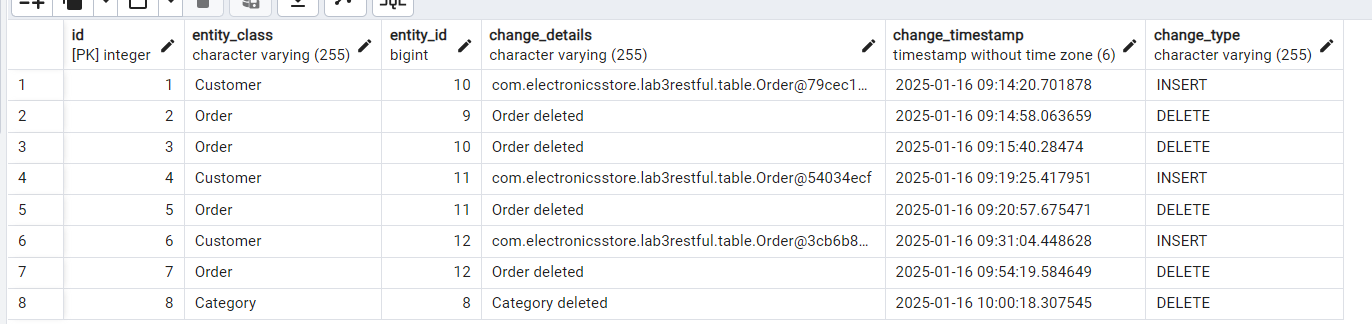 id entity_class entity_id change_details change_timestamp change_type
[PK] integer character varying (255) bigint character varying (255) timestamp without time zone (6) character varying (255)
1 1 Customer 10 com.electronicsstore.lab3restful.table.Order@79cec1... 2025-01-16 09:14:20.701878 INSERT
2 2 Order 9 Order deleted 2025-01-16 09:14:58.063659 DELETE
3 3 Order 10 Order deleted 2025-01-16 09:15:40.28474 DELETE
4 4 Customer 11 com.electronicsstore.lab3restful.table.Order@54034ecf 2025-01-16 09:19:25.417951 INSERT
5 5 Order 11 Order deleted 2025-01-16 09:20:57.675471 DELETE
6 6 Customer 12 com.electronicsstore.lab3restful.table.Order@3cb6b8... 2025-01-16 09:31:04.448628 INSERT
7 7 Order 12 Order deleted 2025-01-16 09:54:19.584649 DELETE
8 8 Category 8 Category deleted 2025-01-16 10:00:18.307545 DELETE